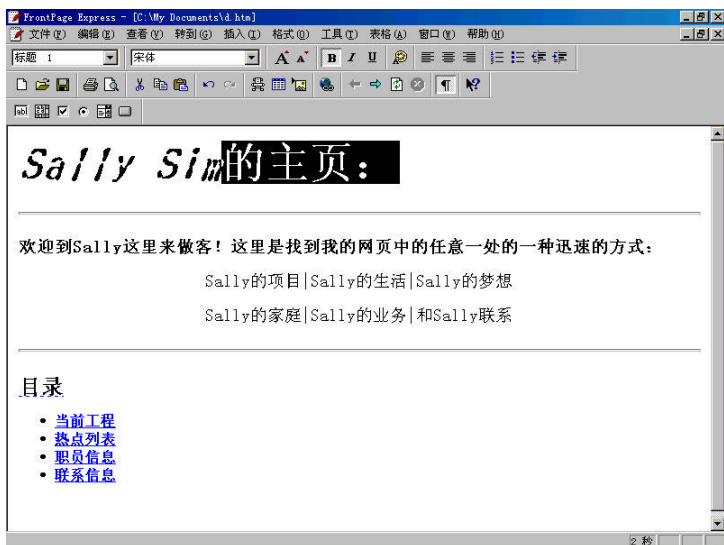 FrontPage Express - [C:\My Documents\d.htm]
文件(F) 编辑(E) 查看(V) 转到(G) 插入(I) 格式(O) 工具(T) 表格(A) 窗口(W) 帮助(H)
标题 1 宋体 A A B I U
abl
Sally Sim的主页：
欢迎到Sally这里来做客！这里是找到我的网页中的任意一处的一种迅速的方式：
Sally的项目|Sally的生活|Sally的梦想
Sally的家庭|Sally的业务|和Sally联系
目录
• 当前工程
• 热点列表
• 职员信息
• 联系信息
2 秒